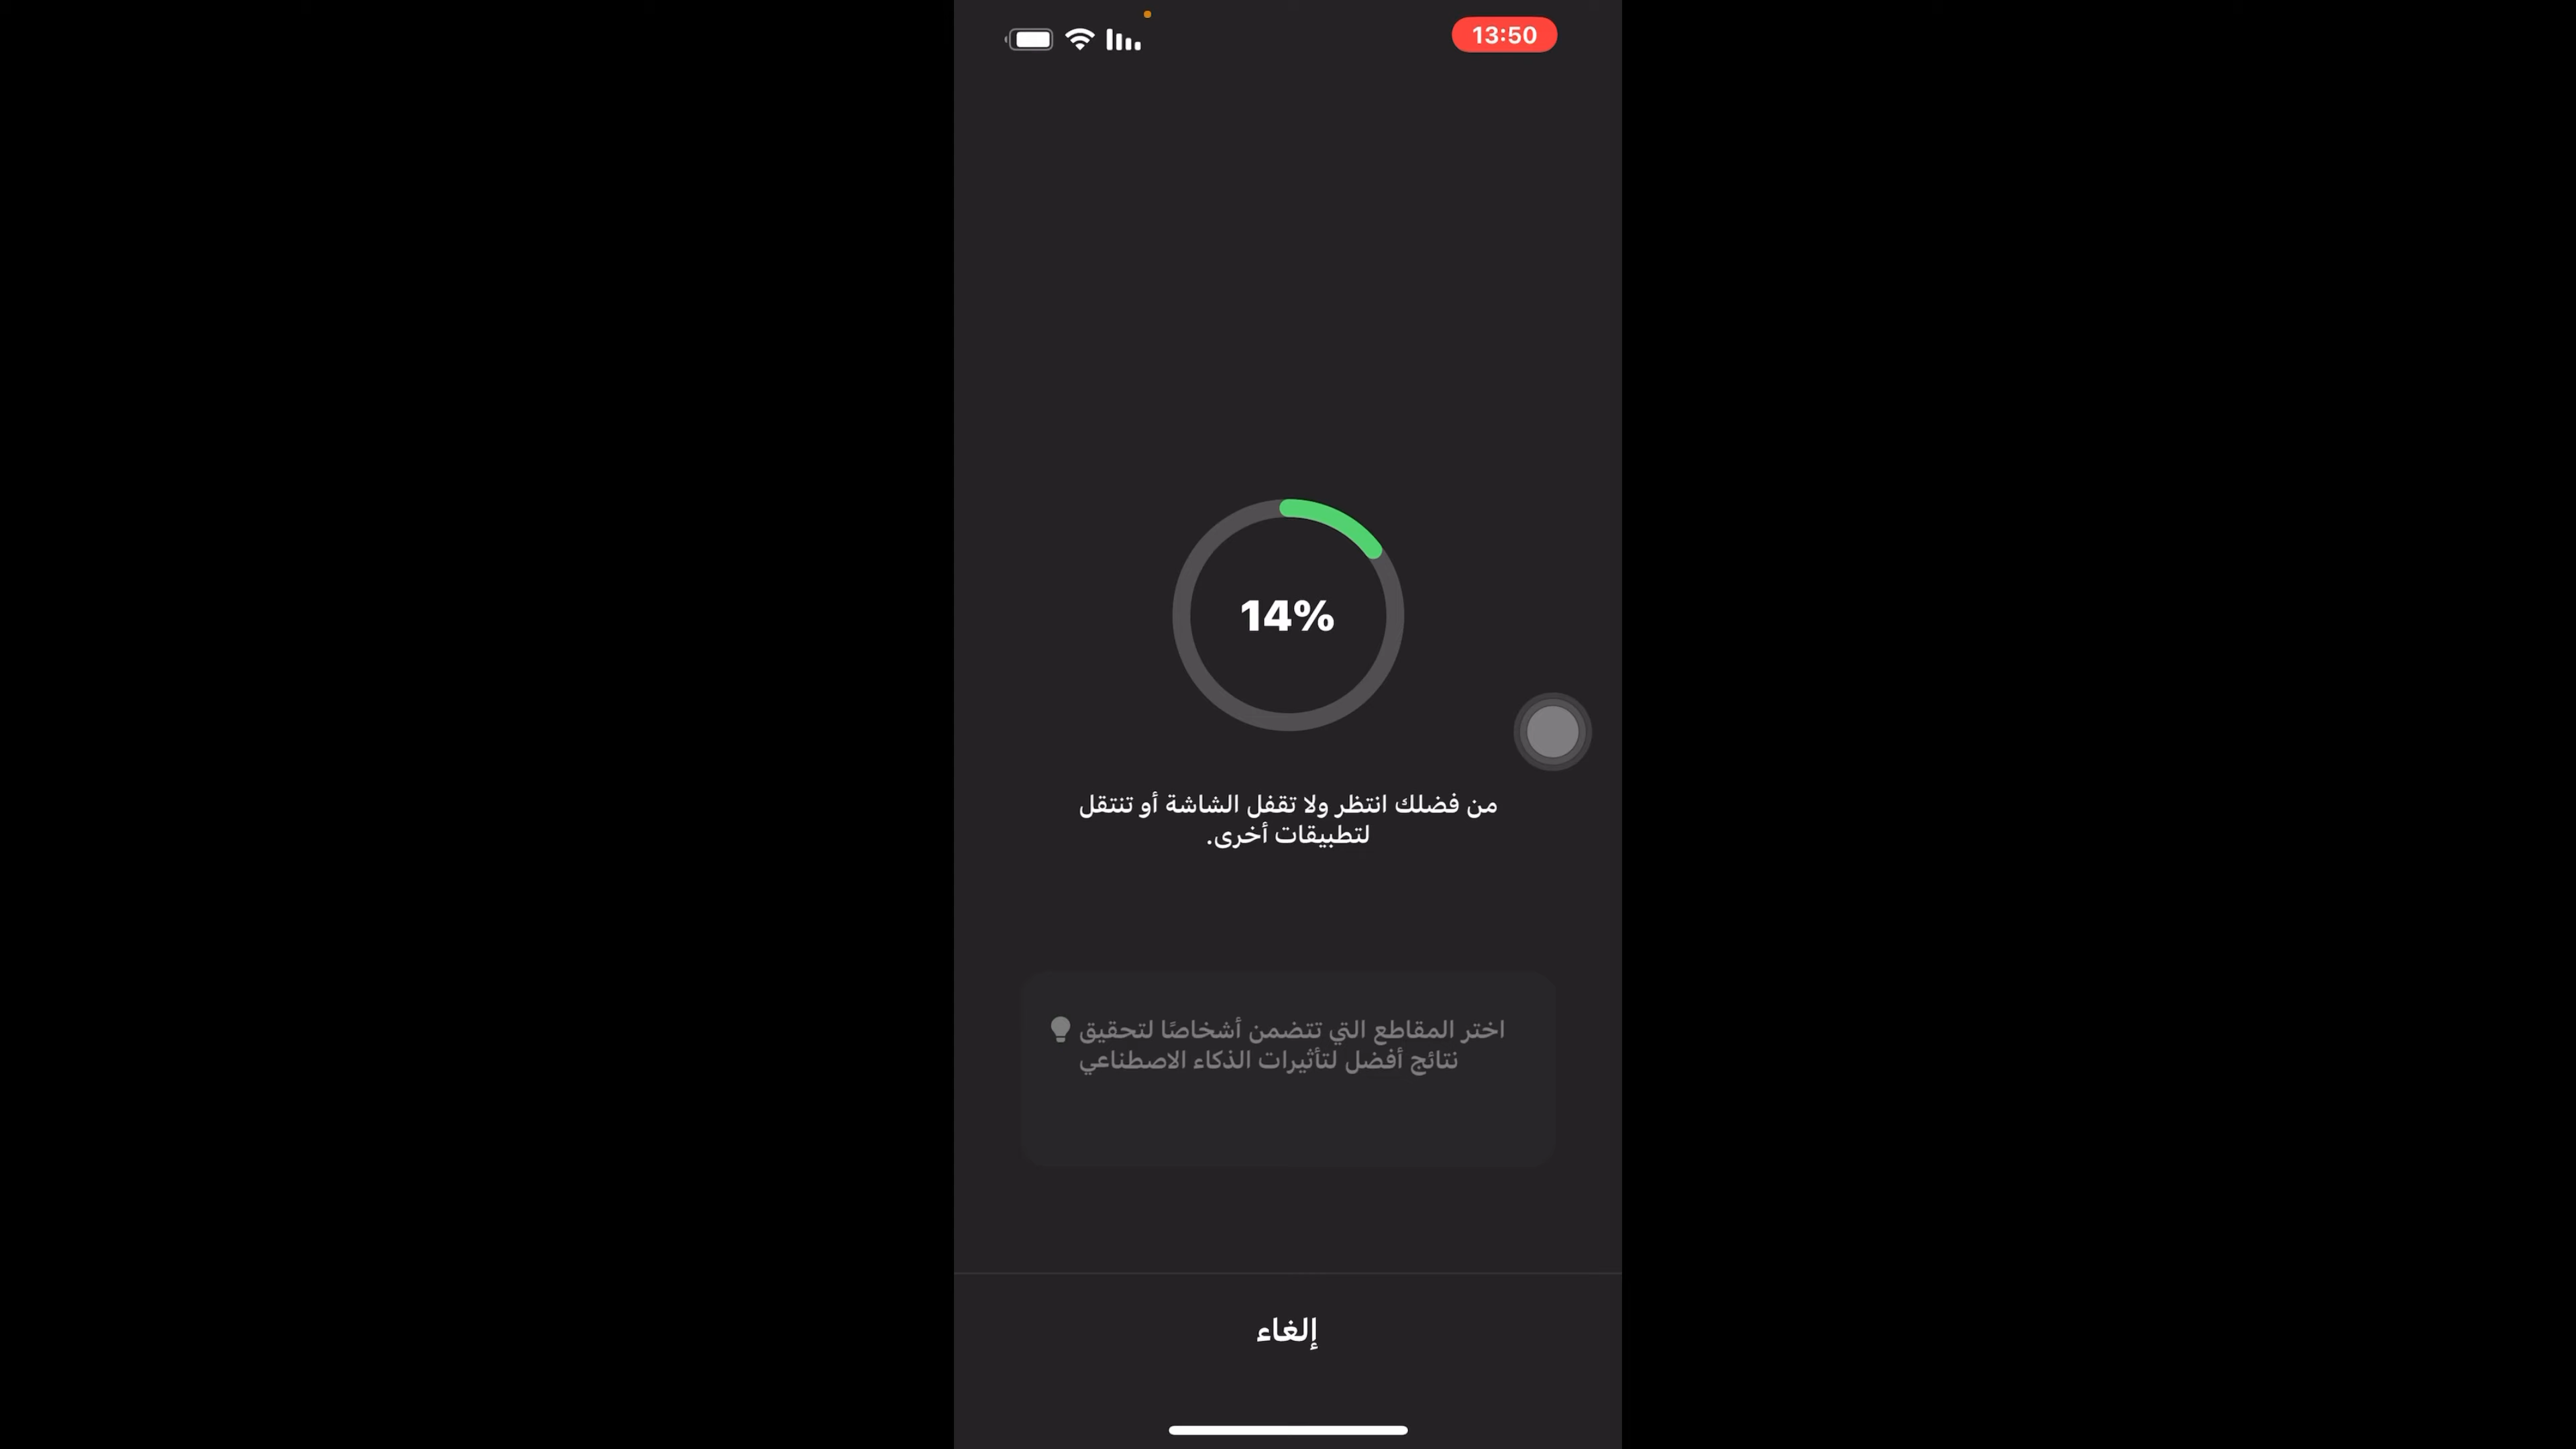 13:50
14%
من فضلك انتظر ولا تقفل الشاشة أو تنتقل
لتطبيقات أخرى.
اختر المقاطع التي تتضمن أشخاصًا لتحقيق
نتائج أفضل لتأثيرات الذكاء الاصطناعي
إلغاء